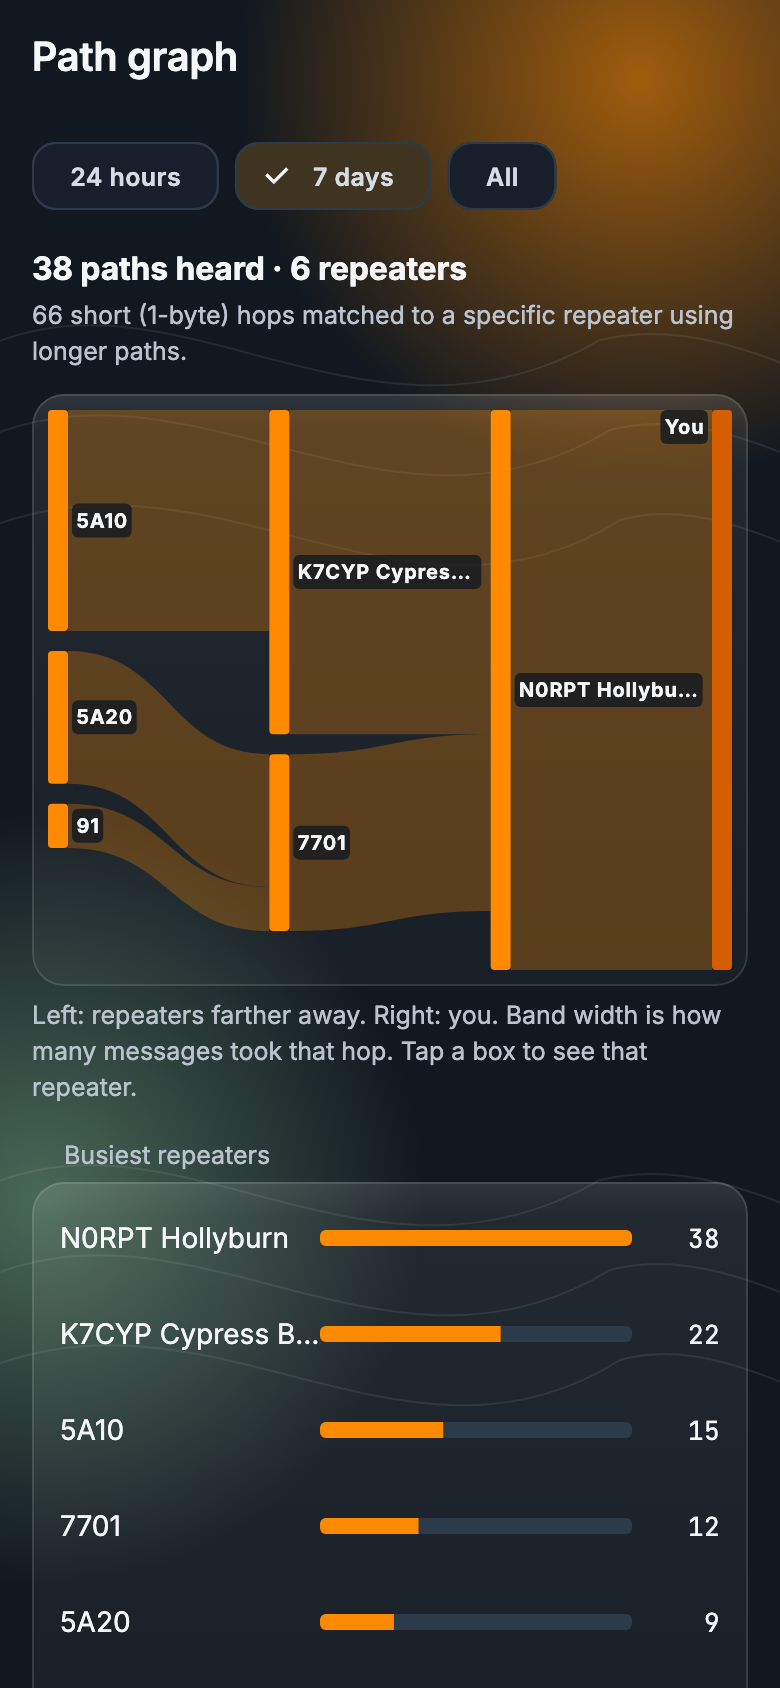 Path graph
24 hours
7 days
All
38 paths heard · 6 repeaters
66 short (1-byte) hops matched to a specific repeater using
longer paths.
You
5A10
K7CYP Cypres...
N0RPT Hollybu...
5A20
91
7701
Left: repeaters farther away. Right: you. Band width is how
many messages took that hop. Tap a box to see that
repeater.
Busiest repeaters
N0RPT Hollyburn 38
K7CYP Cypress B... 22
5A10 15
7701 12
5A20 9